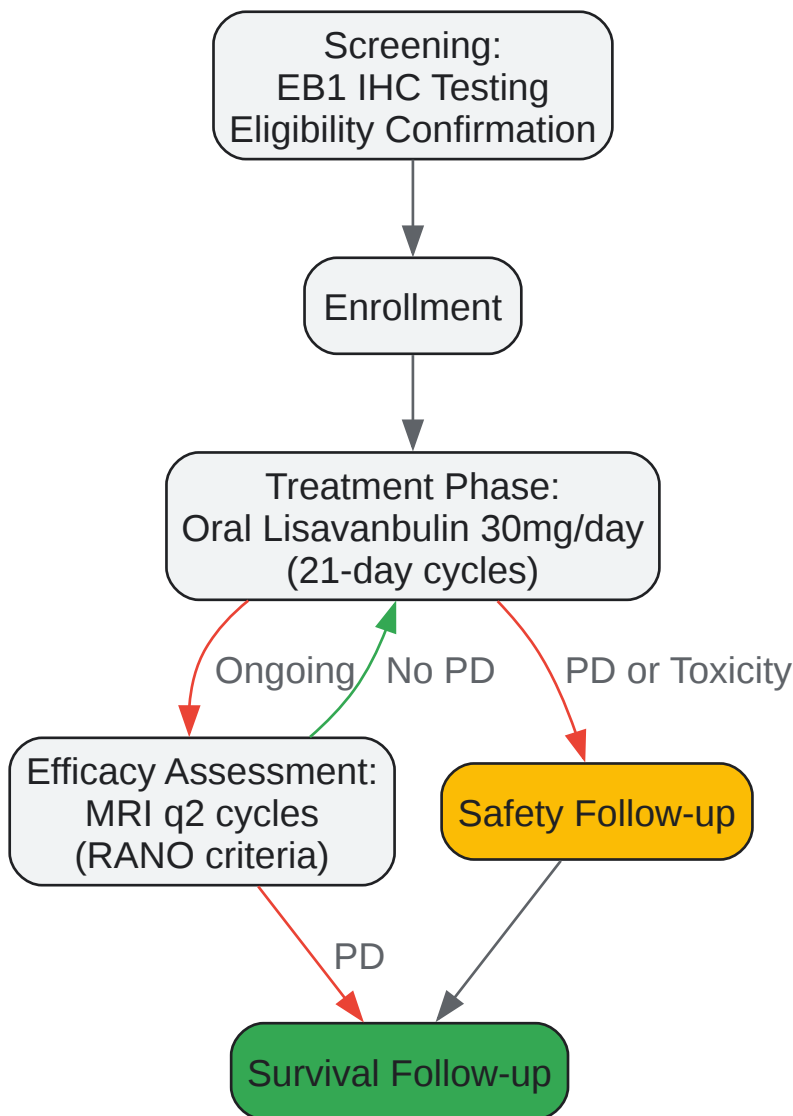 Screening:
EB1 IHC Testing
Eligibility Confirmation
Enrollment
Treatment Phase:
Oral Lisavanbulin 30mg/day
(21-day cycles)
Ongoing
No PD
PD or Toxicity
Efficacy Assessment:
MRI q2 cycles
(RANO criteria)
Safety Follow-up
PD
Survival Follow-up